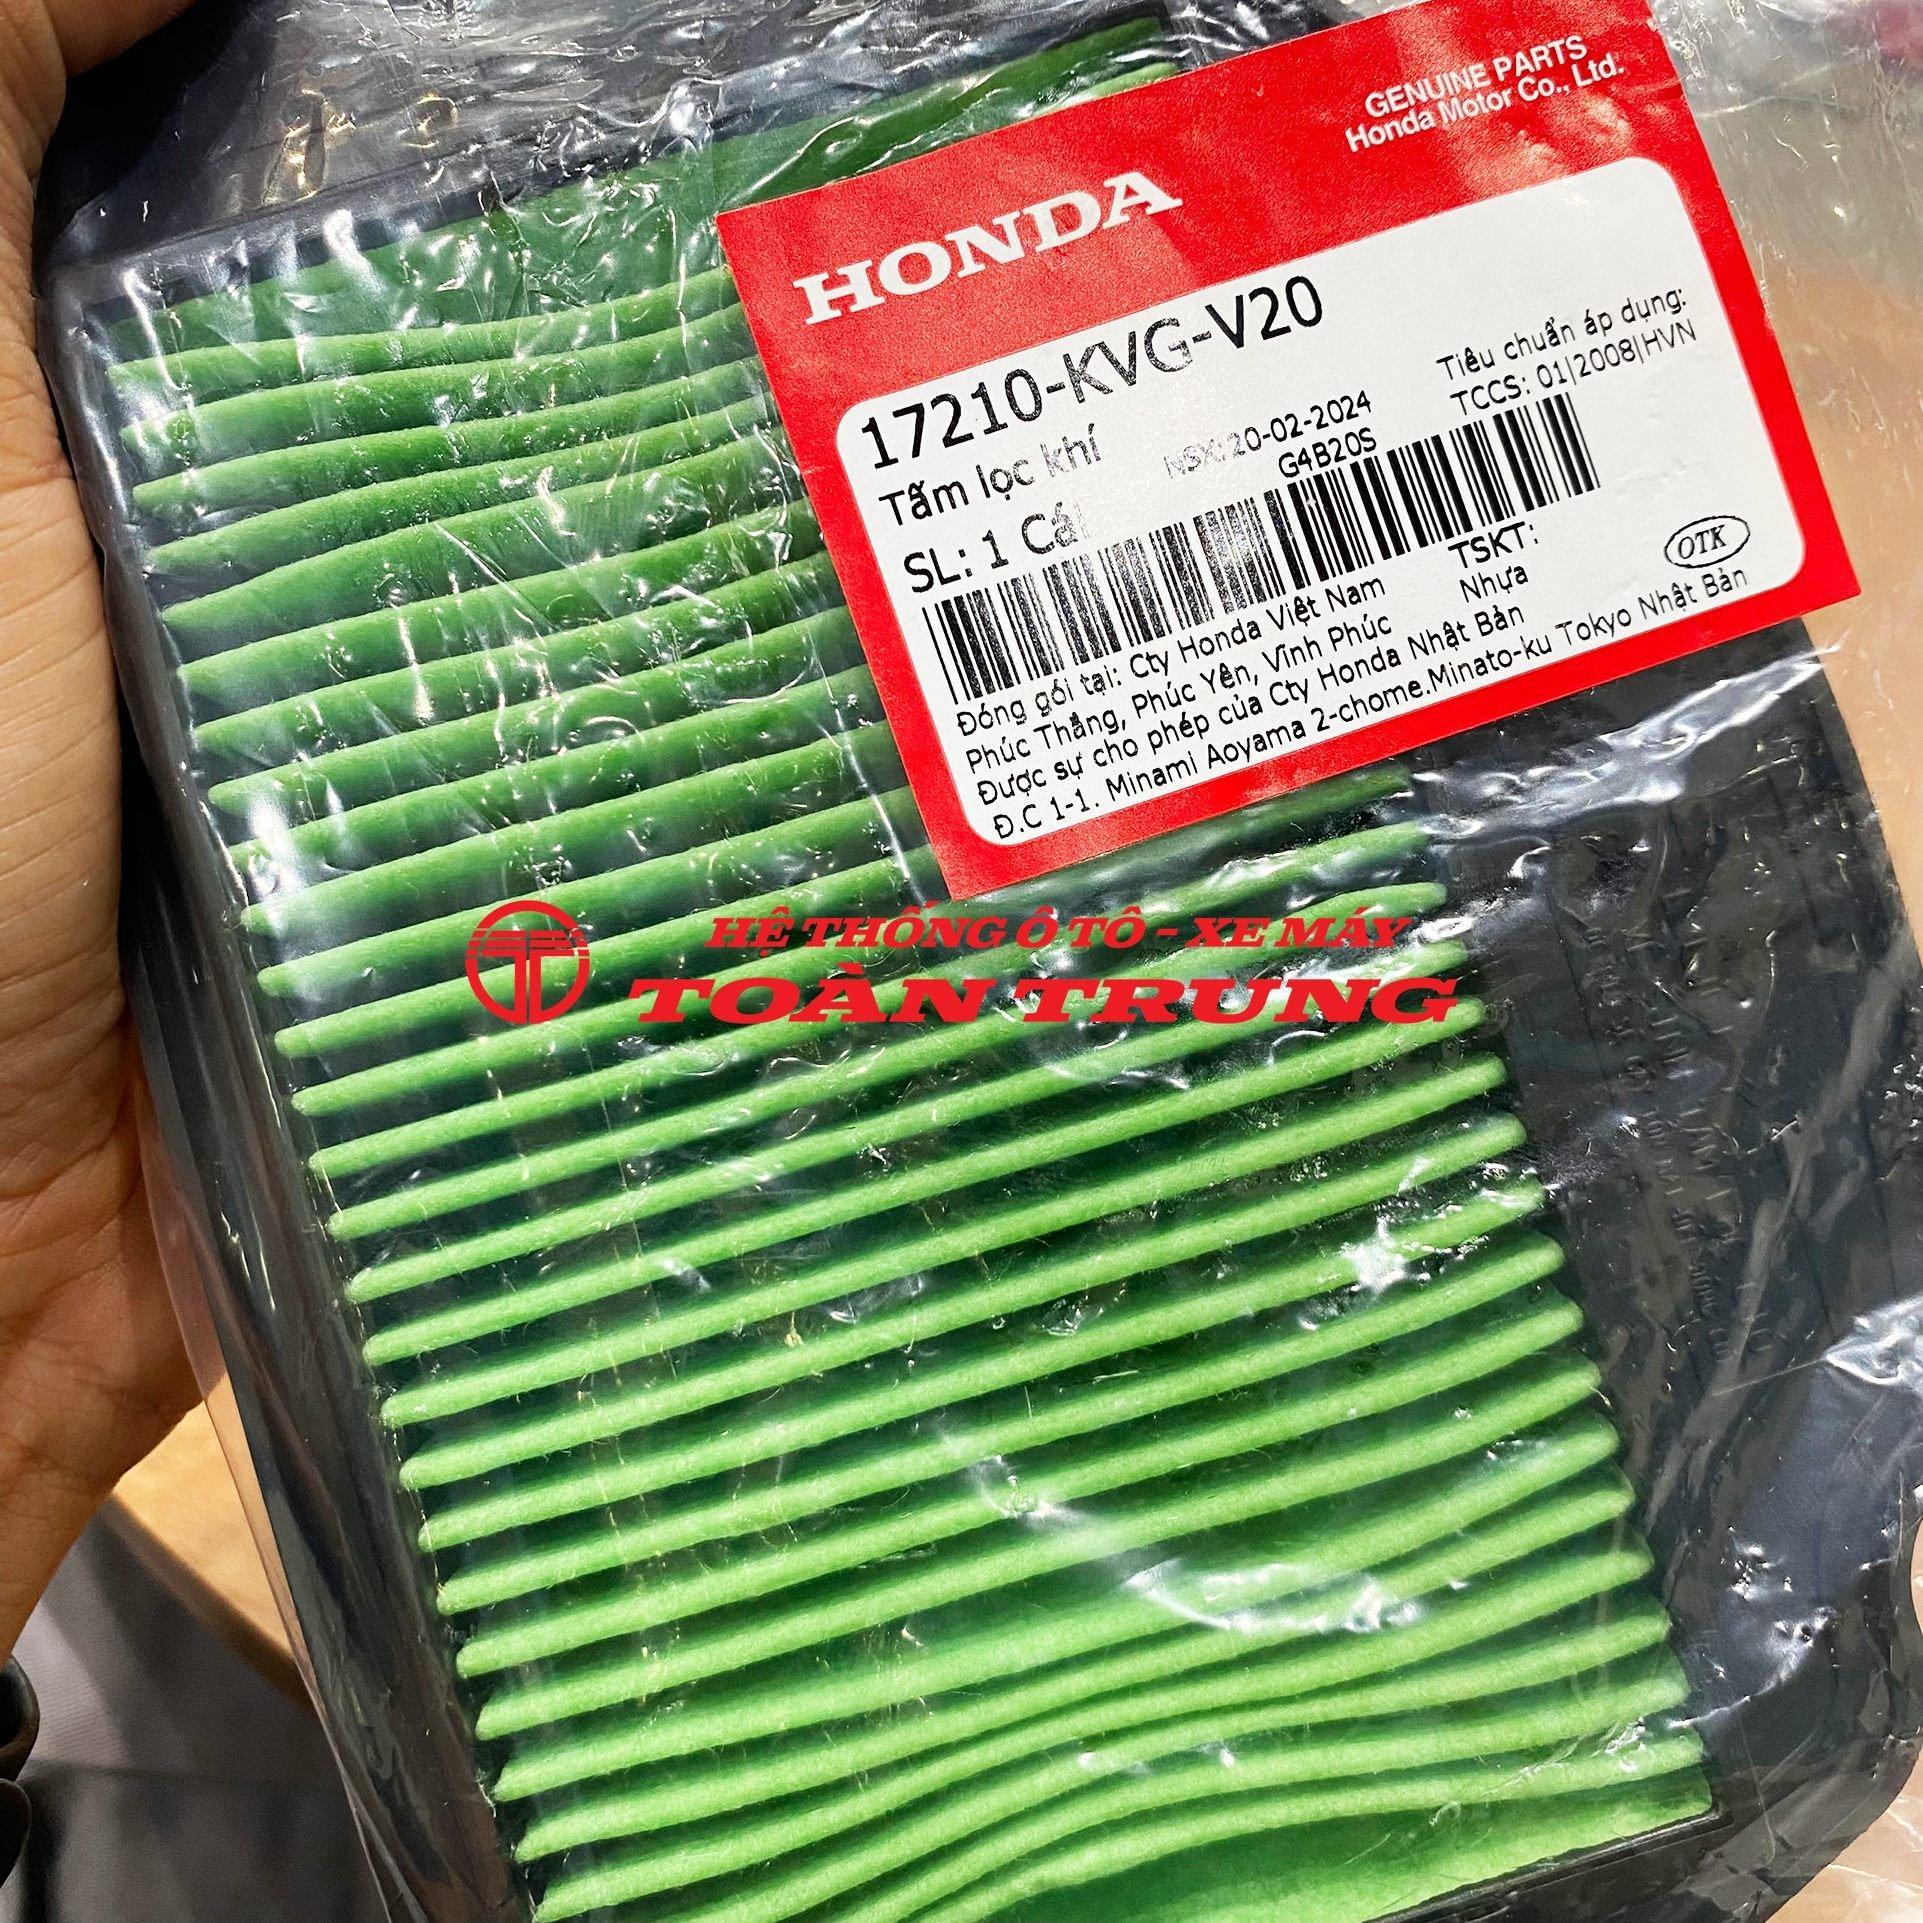 GENUINE PARTS
Honda Motor Co., Ltd.
HONDA
17210-KVG-V20
Tấm lọc khí
NSX:20-02-2024
G4B20S
Tiêu chuẩn áp dụng:
TCCS: 01|2008|HVN
SL: 1 Cái
TSKT:
Nhựa
OTK
Đóng gói tại: Cty Honda Việt Nam
Phúc Thắng, Phúc Yên, Vĩnh Phúc
Được sự cho phép của Cty Honda Nhật Bản
Đ.C 1-1. Minami Aoyama 2-chome.Minato-ku Tokyo Nhật Bản
HỆ THỐNG Ô TÔ - XE MÁY
TOÀN TRUNG